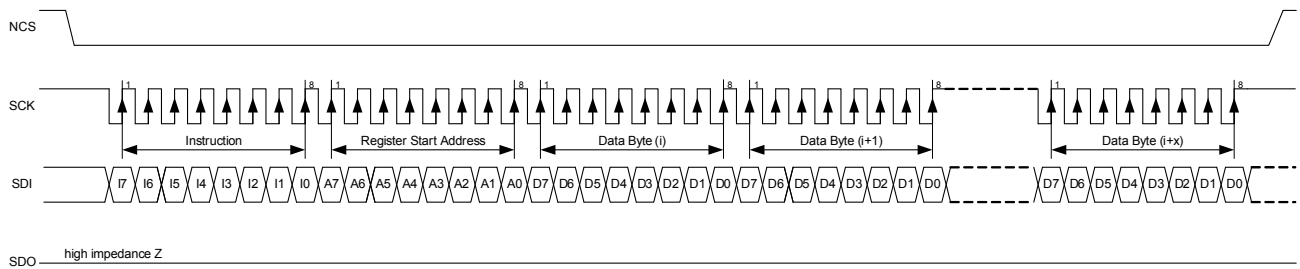 NCS
1 8 1 8 1 8 1 8 1 8
SCK
Instruction Register Start Address Data Byte (i) Data Byte (i+1) Data Byte (i+x)
SDI I7 I6 I5 I4 I3 I2 I1 I0 A7 A6 A5 A4 A3 A2 A1 A0 D7 D6 D5 D4 D3 D2 D1 D0 D7 D6 D5 D4 D3 D2 D1 D0 D7 D6 D5 D4 D3 D2 D1 D0
high impedance Z
SDO